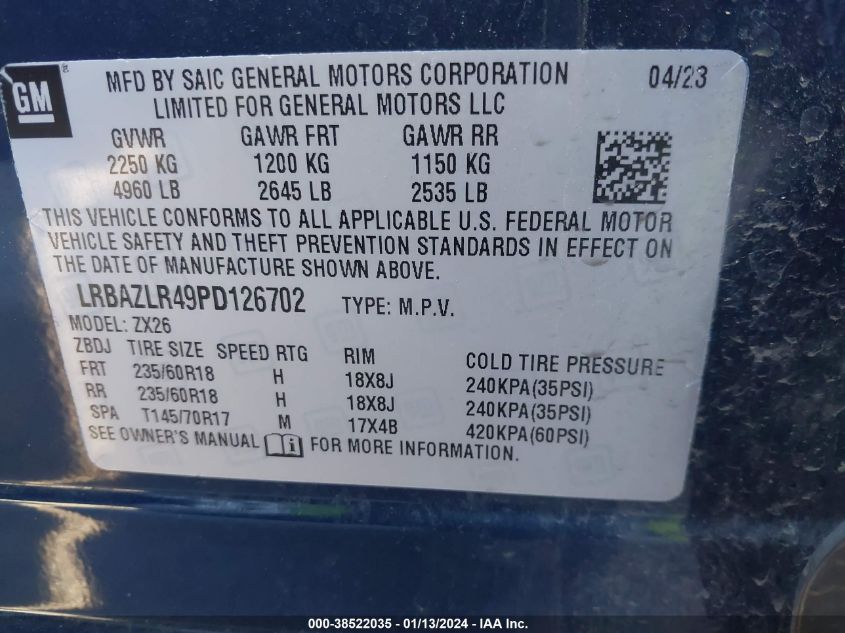 GM
MFD BY SAIC GENERAL MOTORS CORPORATION 04/23
LIMITED FOR GENERAL MOTORS LLC
GVWR GAWR FRT GAWR RR
2250 KG 1200 KG 1150 KG
4960 LB 2645 LB 2535 LB
THIS VEHICLE CONFORMS TO ALL APPLICABLE U.S. FEDERAL MOTOR
VEHICLE SAFETY AND THEFT PREVENTION STANDARDS IN EFFECT ON
THE DATE OF MANUFACTURE SHOWN ABOVE.
LRBAZLR49PD126702 TYPE: M.P.V.
MODEL: ZX26
ZBDJ TIRE SIZE SPEED RTG RIM COLD TIRE PRESSURE
FRT 235/60R18 H 18X8J 240KPA(35PSI)
RR 235/60R18 H 18X8J 240KPA(35PSI)
SPA T145/70R17 M 17X4B 420KPA(60PSI)
SEE OWNER'S MANUAL FOR MORE INFORMATION.
000-38522035 - 01/13/2024 - IAA Inc.